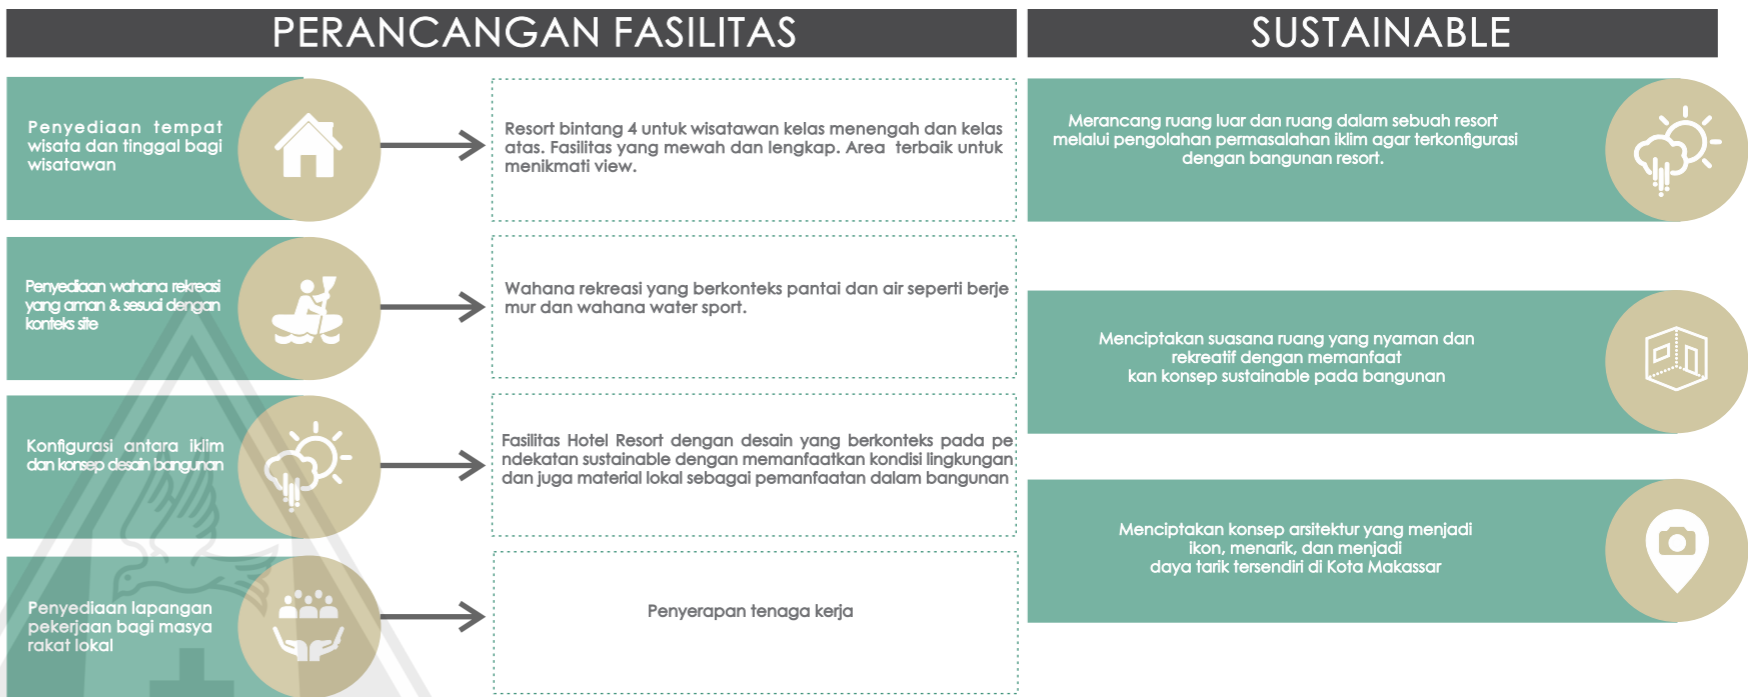 PERANCANGAN FASILITAS
Penyediaan tempat
wisata dan tinggal bagi
wisatawan
Resort bintang 4 untuk wisatawan kelas menengah dan kelas
atas. Fasilitas yang mewah dan lengkap. Area terbaik untuk
menikmati view.
Penyediaan wahana rekreasi
yang aman & sesuai dengan
konteks site
Wahana rekreasi yang berkonteks pantai dan air seperti berje
mur dan wahana water sport.
Konfigurasi antara iklim
dan konsep desain bangunan
Fasilitas Hotel Resort dengan desain yang berkonteks pada pe
ndekatan sustainable dengan memanfaatkan kondisi lingkungan
dan juga material lokal sebagai pemanfaatan dalam bangunan
Penyediaan lapangan
pekerjaan bagi masya
rakat lokal
Penyerapan tenaga kerja
SUSTAINABLE
Merancang ruang luar dan ruang dalam sebuah resort
melalui pengolahan permasalahan iklim agar terkonfigurasi
dengan bangunan resort.
Menciptakan suasana ruang yang nyaman dan
rekreatif dengan memanfaat
kan konsep sustainable pada bangunan
Menciptakan konsep arsitektur yang menjadi
ikon, menarik, dan menjadi
daya tarik tersendiri di Kota Makassar